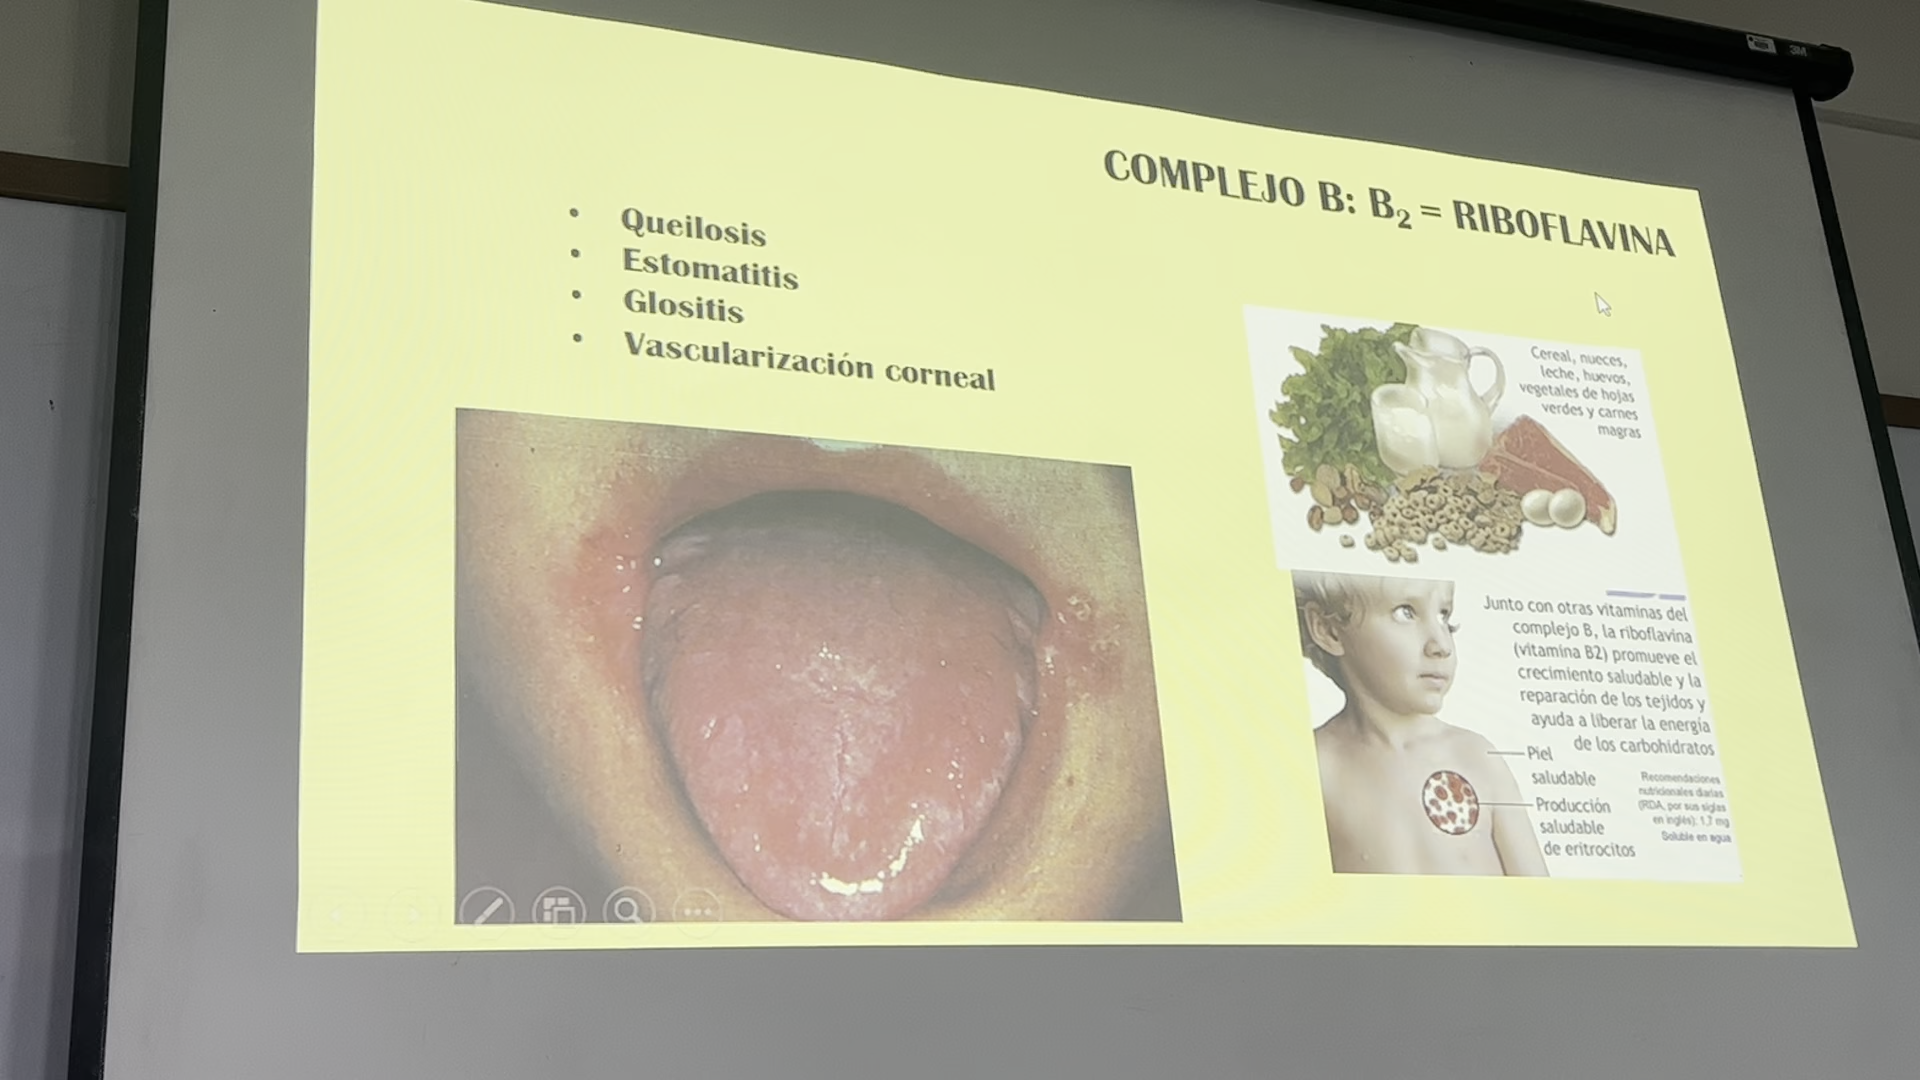 COMPLEJO B: B₂ = RIBOFLAVINA
• Queilosis
• Estomatitis
• Glositis
• Vascularización corneal
Cereal, nueces,
leche, huevos,
vegetales de hojas
verdes y carnes
magras
Junto con otras vitaminas del
complejo B, la riboflavina
(vitamina B2) promueve el
crecimiento saludable y la
reparación de los tejidos y
ayuda a liberar la energía
de los carbohidratos
Piel
saludable
Producción
saludable
de eritrocitos
Recomendaciones
nutricionales diarias
(RDA, por sus siglas
en inglés): 1,7 mg
Soluble en agua
3M